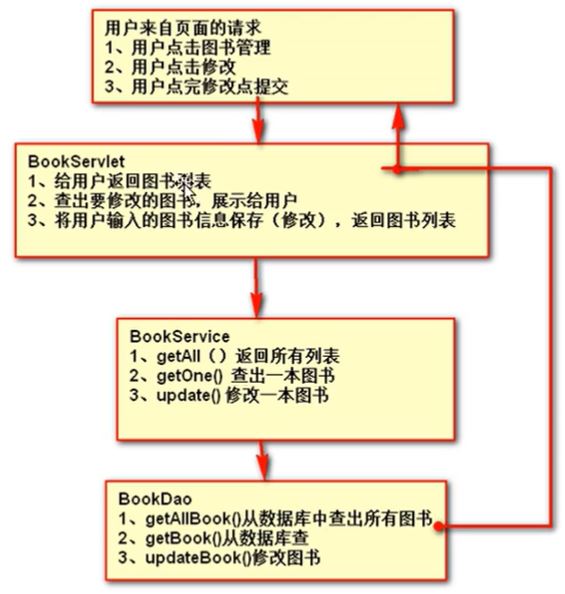 用户来自页面的请求
1、用户点击图书管理
2、用户点击修改
3、用户点完修改点提交
BookServlet
1、给用户返回图书列表
2、查出要修改的图书，展示给用户
3、将用户输入的图书信息保存（修改），返回图书列表
BookService
1、getAll（）返回所有列表
2、getOne() 查出一本图书
3、update() 修改一本图书
BookDao
1、getAllBook()从数据库中查出所有图书
2、getBook()从数据库查
3、updateBook()修改图书